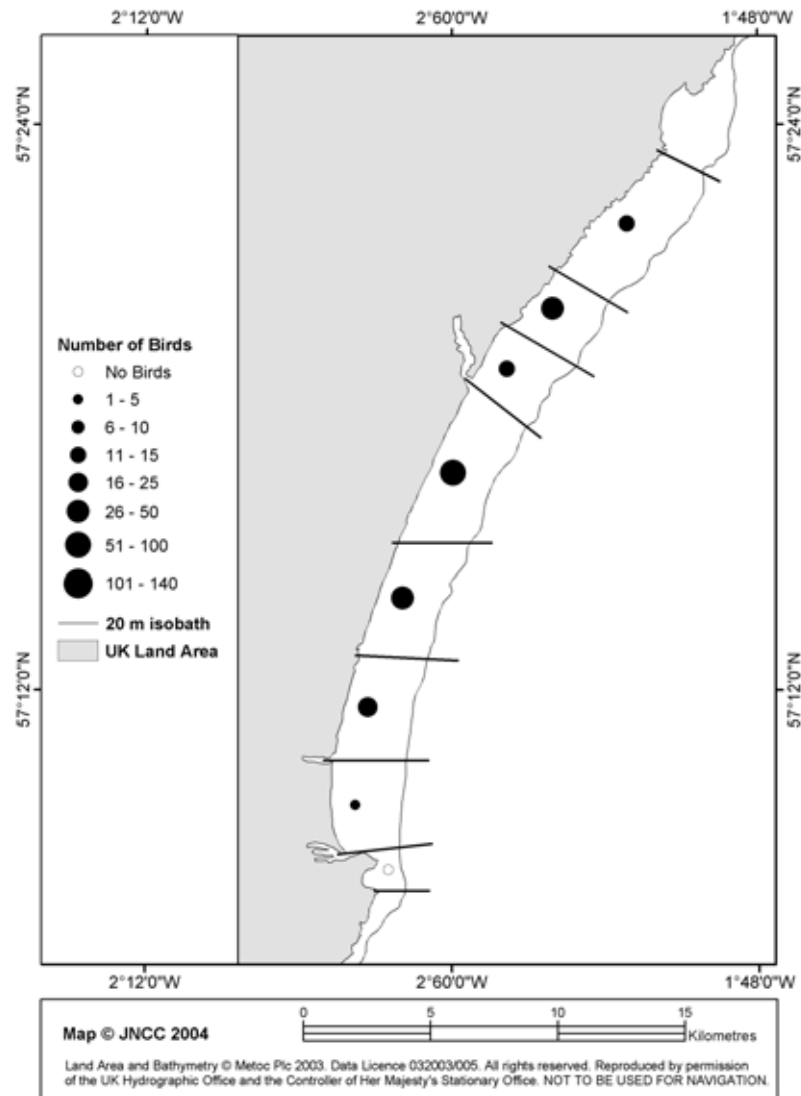 2°12'0"W 2°60'0"W 1°48'0"W
57°24'0"N 57°24'0"N
Number of Birds
No Birds
1 - 5
6 - 10
11 - 15
16 - 25
26 - 50
51 - 100
101 - 140
20 m isobath
UK Land Area
57°12'0"N 57°12'0"N
2°12'0"W 2°60'0"W 1°48'0"W
Map © JNCC 2004
0 5 10 15
Kilometres
Land Area and Bathymetry © Metoc Plc 2003. Data Licence 032003/005. All rights reserved. Reproduced by permission
of the UK Hydrographic Office and the Controller of Her Majesty's Stationary Office. NOT TO BE USED FOR NAVIGATION.